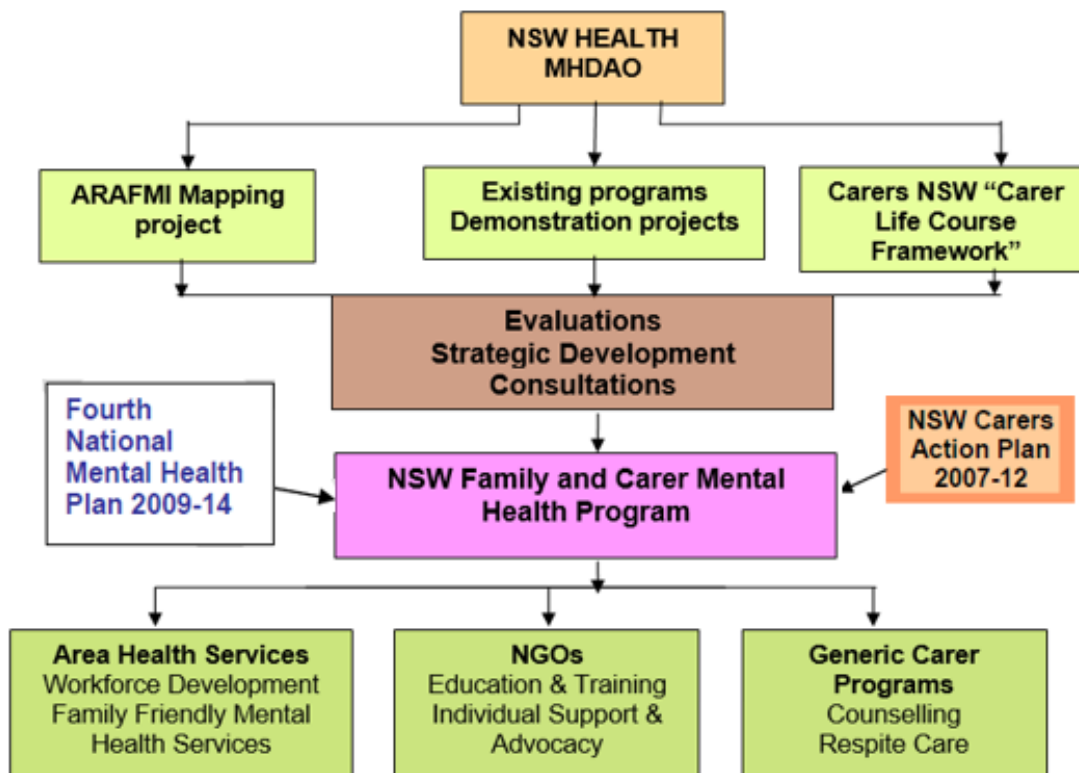 NSW HEALTH
MHDAO
ARAFMI Mapping
project
Existing programs
Demonstration projects
Carers NSW “Carer
Life Course
Framework”
Evaluations
Strategic Development
Consultations
Fourth
National
Mental Health
Plan 2009-14
NSW Family and Carer Mental
Health Program
NSW Carers
Action Plan
2007-12
Area Health Services
Workforce Development
Family Friendly Mental
Health Services
NGOs
Education & Training
Individual Support &
Advocacy
Generic Carer
Programs
Counselling
Respite Care